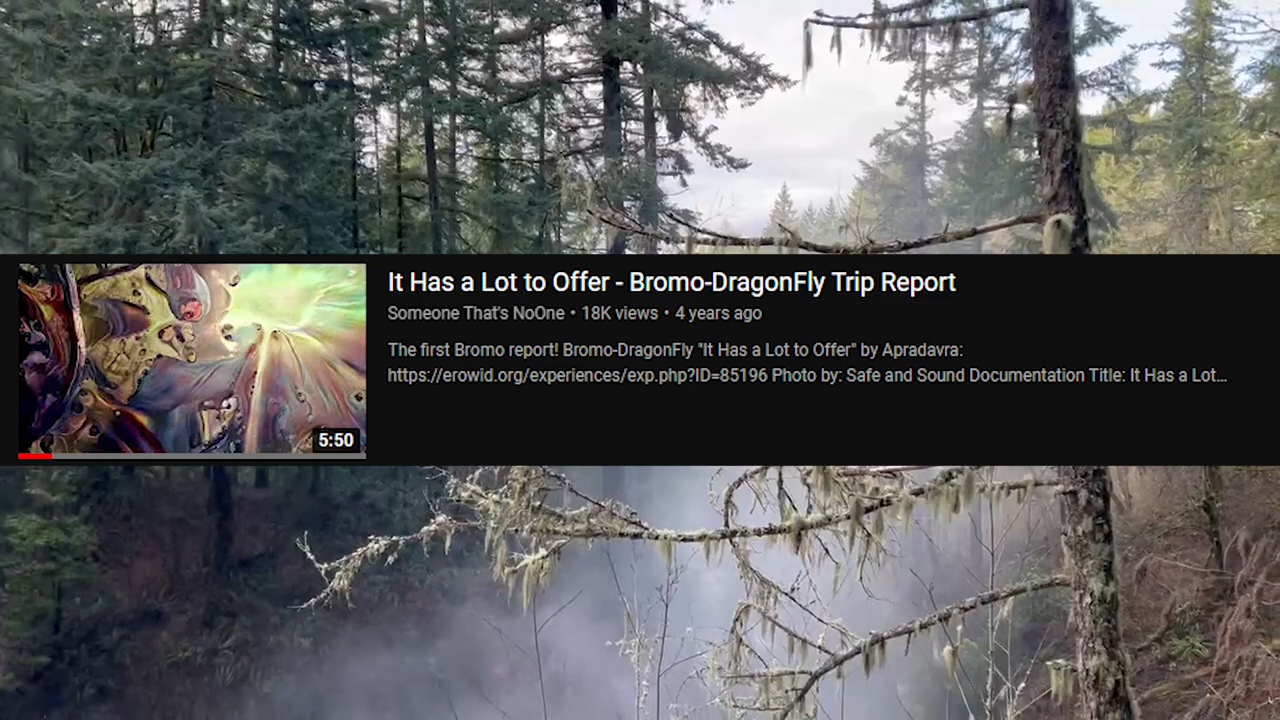 It Has a Lot to Offer - Bromo-DragonFly Trip Report
Someone That's NoOne • 18K views • 4 years ago
The first Bromo report! Bromo-DragonFly "It Has a Lot to Offer" by Apradavra:
https://erowid.org/experiences/exp.php?ID=85196 Photo by: Safe and Sound Documentation Title: It Has a Lot...
5:50